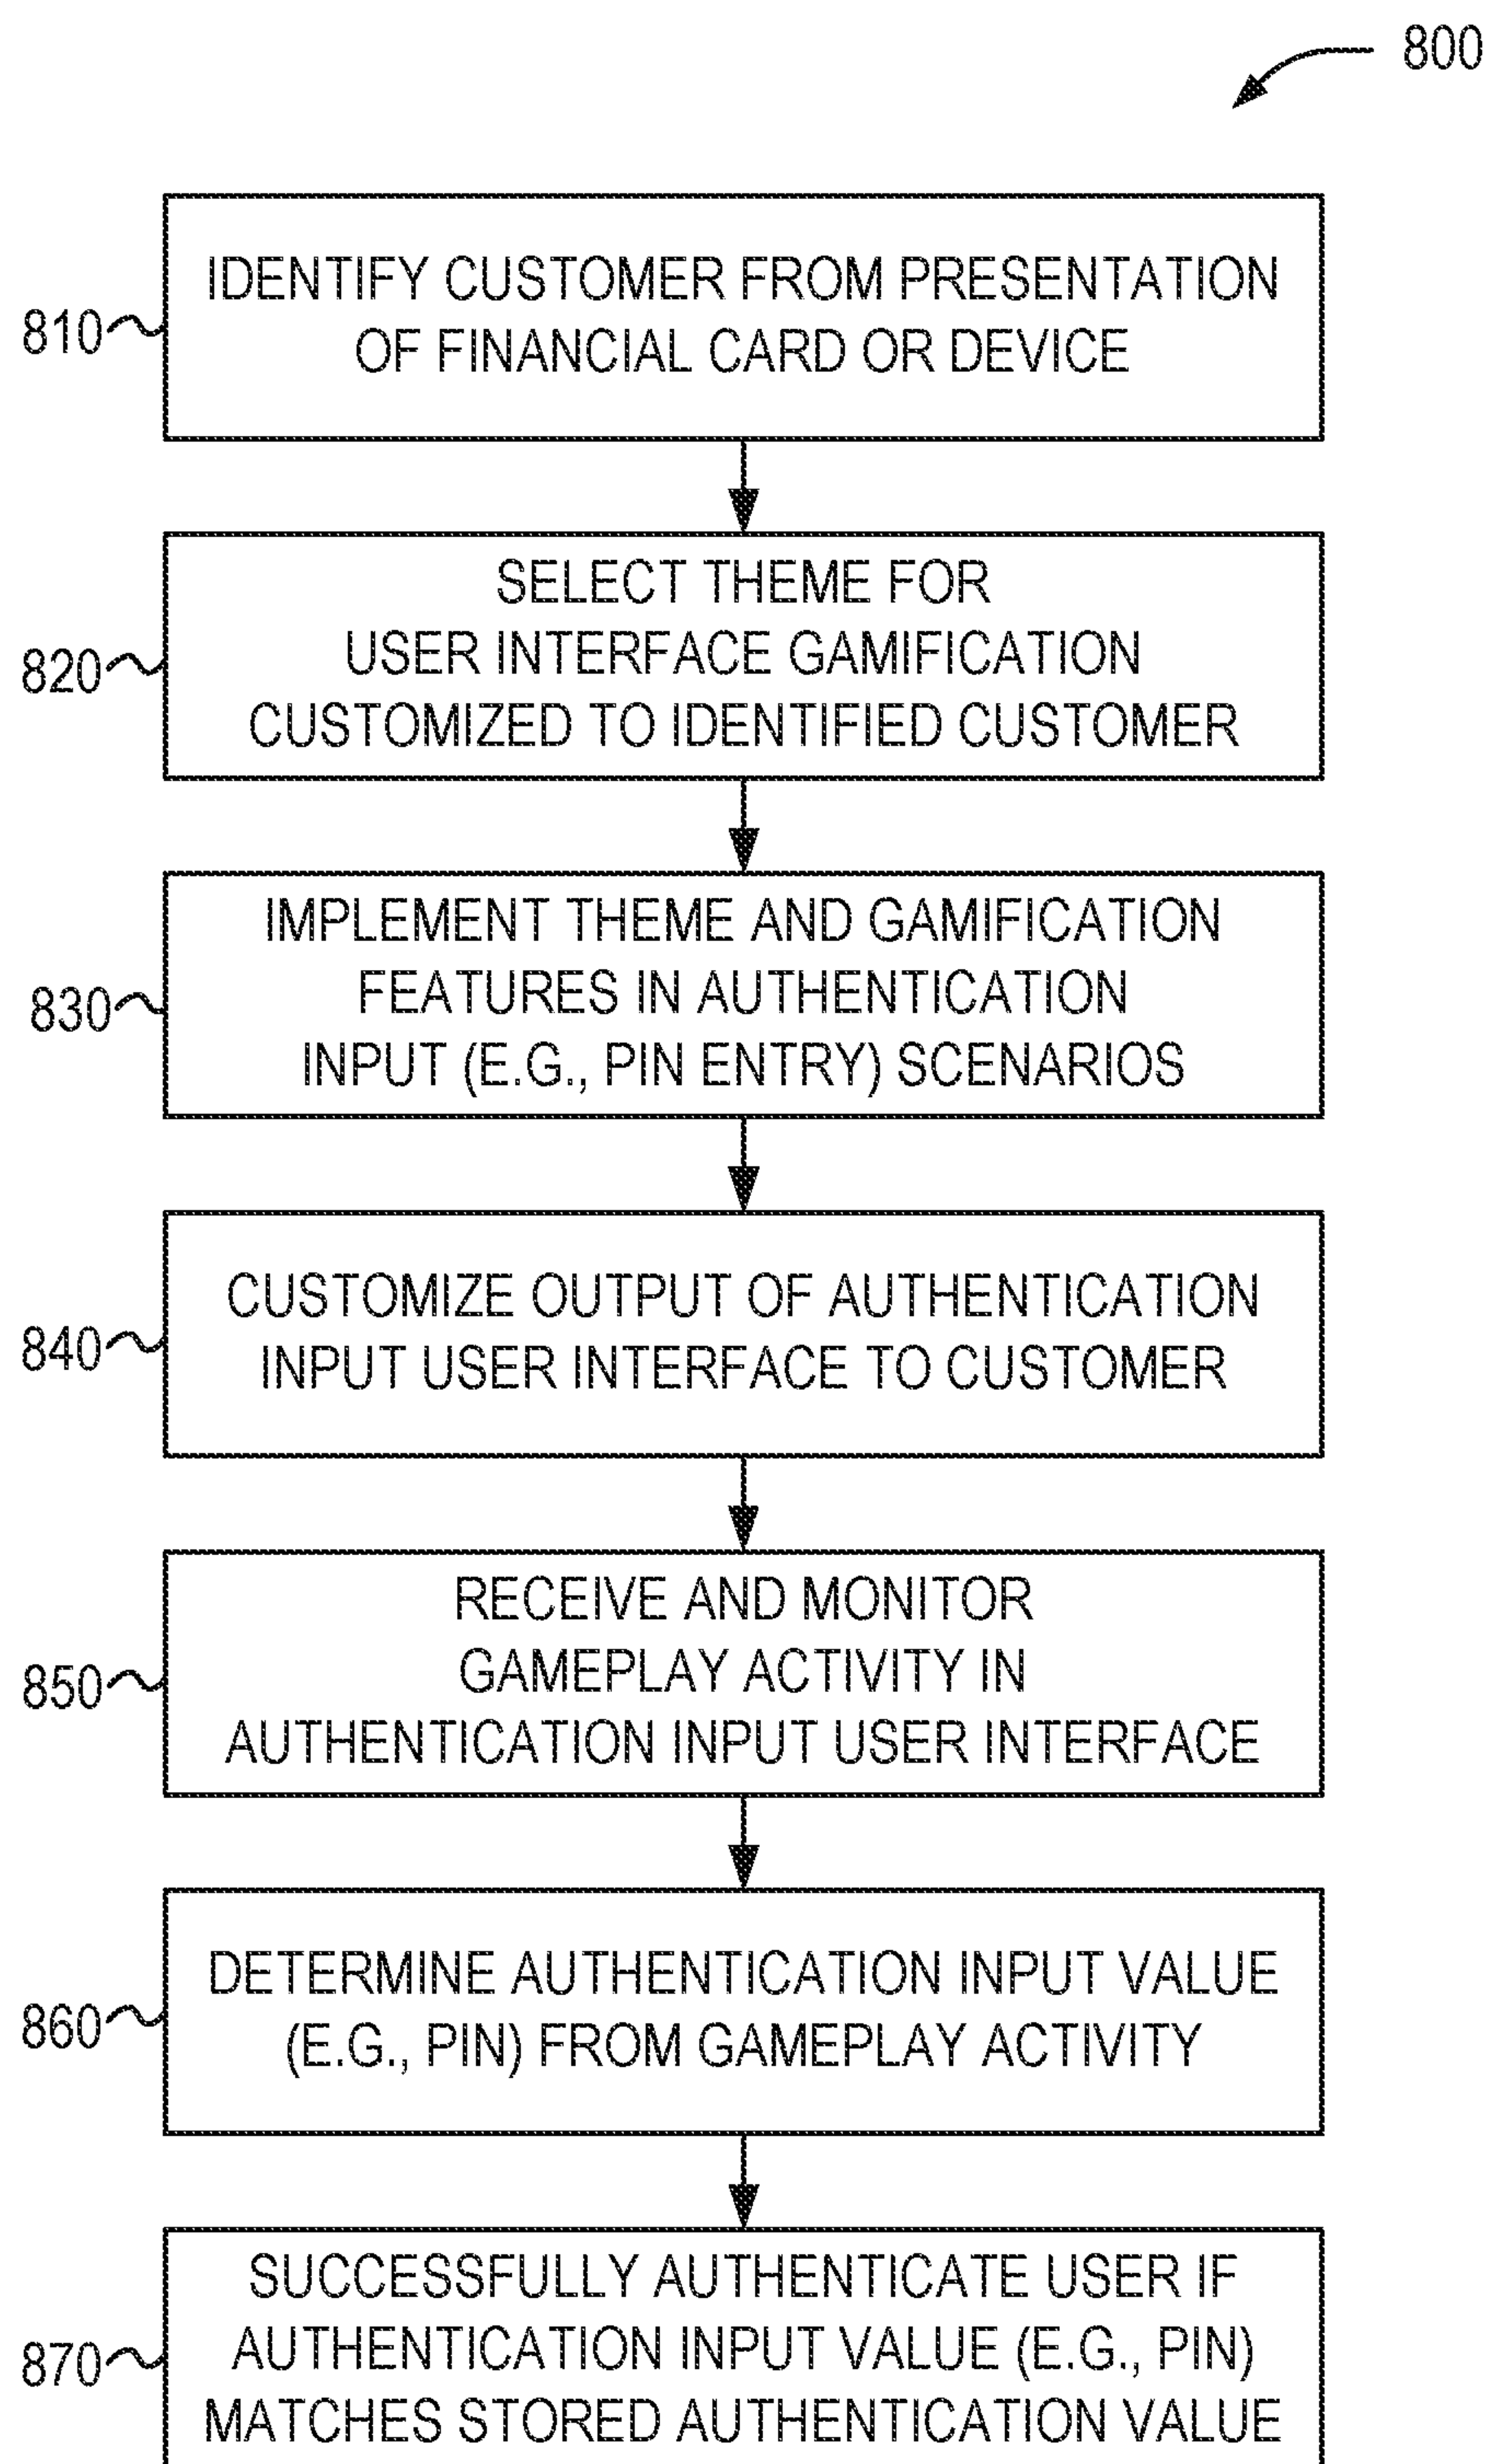 800
810
IDENTIFY CUSTOMER FROM PRESENTATION
OF FINANCIAL CARD OR DEVICE
820
SELECT THEME FOR
USER INTERFACE GAMIFICATION
CUSTOMIZED TO IDENTIFIED CUSTOMER
830
IMPLEMENT THEME AND GAMIFICATION
FEATURES IN AUTHENTICATION
INPUT (E.G., PIN ENTRY) SCENARIOS
840
CUSTOMIZE OUTPUT OF AUTHENTICATION
INPUT USER INTERFACE TO CUSTOMER
850
RECEIVE AND MONITOR
GAMEPLAY ACTIVITY IN
AUTHENTICATION INPUT USER INTERFACE
860
DETERMINE AUTHENTICATION INPUT VALUE
(E.G., PIN) FROM GAMEPLAY ACTIVITY
870
SUCCESSFULLY AUTHENTICATE USER IF
AUTHENTICATION INPUT VALUE (E.G., PIN)
MATCHES STORED AUTHENTICATION VALUE